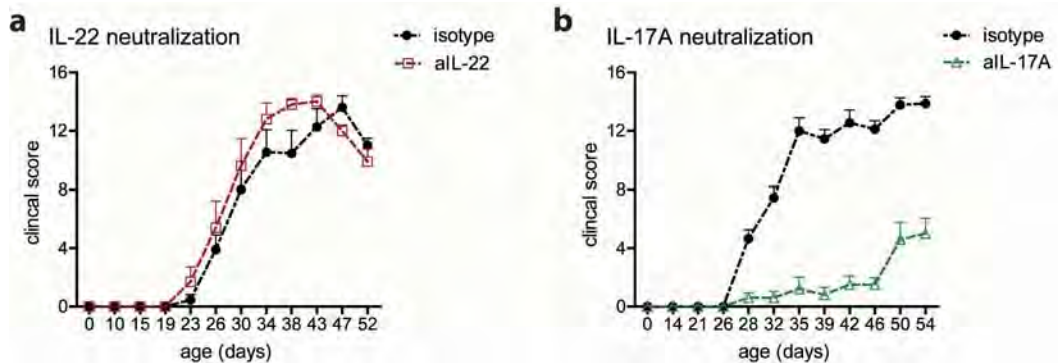 a
IL-22 neutralization
isotype
aIL-22
16
12
8
4
0
clincal score
0 10 15 19 23 26 30 34 38 43 47 52
age (days)
b
IL-17A neutralization
isotype
aIL-17A
16
12
8
4
0
clincal score
0 14 21 26 28 32 35 39 42 46 50 54
age (days)